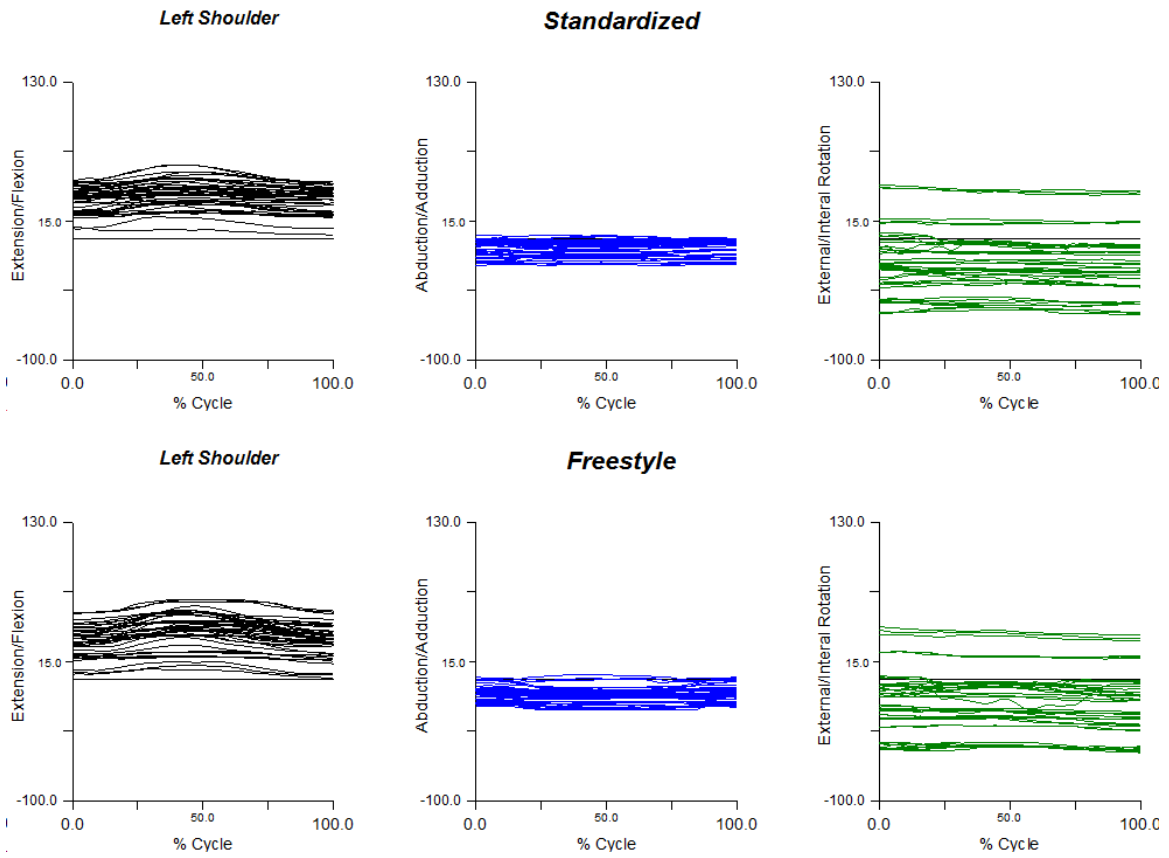 Left Shoulder
Standardized
130.0
15.0
-100.0
Extension/Flexion
0.0
50.0
100.0
% Cycle
130.0
15.0
-100.0
Abduction/Adduction
0.0
50.0
100.0
% Cycle
130.0
15.0
-100.0
External/Interal Rotation
0.0
50.0
100.0
% Cycle
Left Shoulder
Freestyle
130.0
15.0
-100.0
Extension/Flexion
0.0
50.0
100.0
% Cycle
130.0
15.0
-100.0
Abduction/Adduction
0.0
50.0
100.0
% Cycle
130.0
15.0
-100.0
External/Interal Rotation
0.0
50.0
100.0
% Cycle